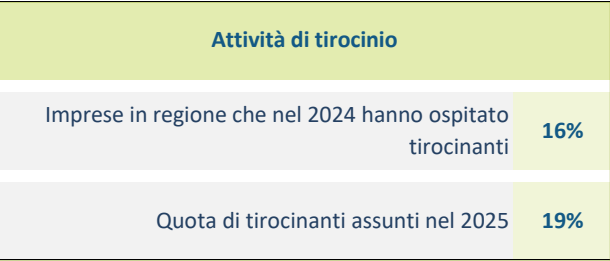 Attività di tirocinio
Imprese in regione che nel 2024 hanno ospitato
tirocinanti
16%
Quota di tirocinanti assunti nel 2025
19%